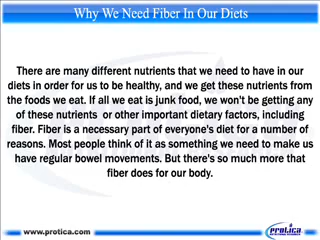 Why We Need Fiber In Our Diets
There are many different nutrients that we need to have in our
diets in order for us to be healthy, and we get these nutrients from
the foods we eat. If all we eat is junk food, we won't be getting any
of these nutrients  or other important dietary factors, including
fiber. Fiber is a necessary part of everyone's diet for a number of
reasons. Most people think of it as something we need to make us
have regular bowel movements. But there's so much more that
fiber does for our body.
www.protica.com
protica